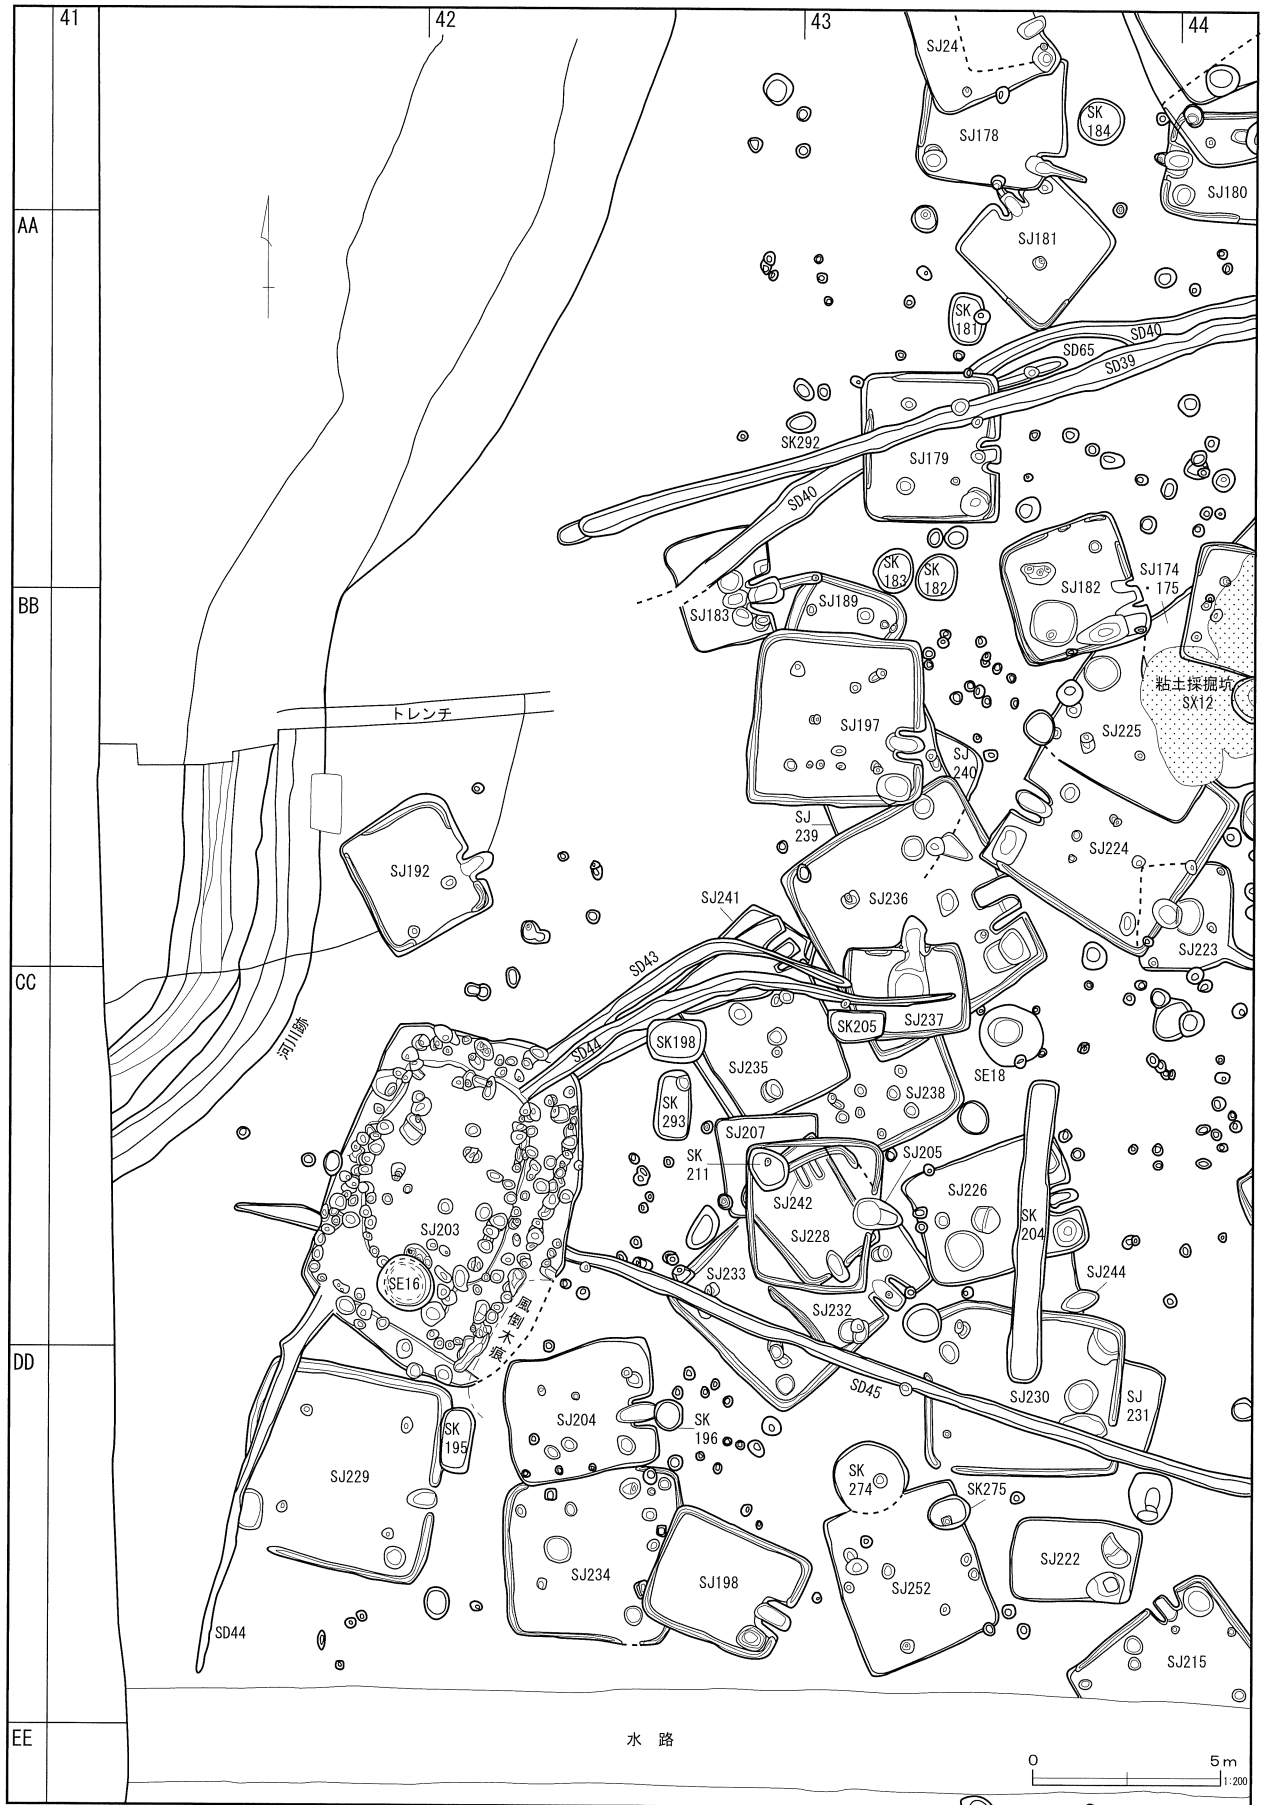 41
42
43
44
SJ24
SJ178
SK
184
SJ180
AA
SJ181
SK
181
SD40
SD65
SD39
SK292
SJ179
SD40
SK
183
SK
182
SJ182
SJ174
・175
BB
SJ183
SJ189
粘土採掘坑
SX12
トレンチ
SJ197
SJ225
SJ
240
SJ
239
SJ224
SJ192
SJ241
SJ236
SJ223
SD43
CC
河川跡
SK205
SJ237
SD44
SK198
SJ235
SE18
SK
293
SJ238
SJ207
SK
211
SJ205
SJ242
SJ226
SJ203
SJ228
SK
204
SE16
SJ233
SJ244
風倒木痕
SJ232
DD
SD45
SJ230
SJ
231
SK
195
SJ204
SK
196
SJ229
SK
274
SK275
SJ234
SJ198
SJ252
SJ222
SD44
SJ215
EE
水路
0
5m
1:200